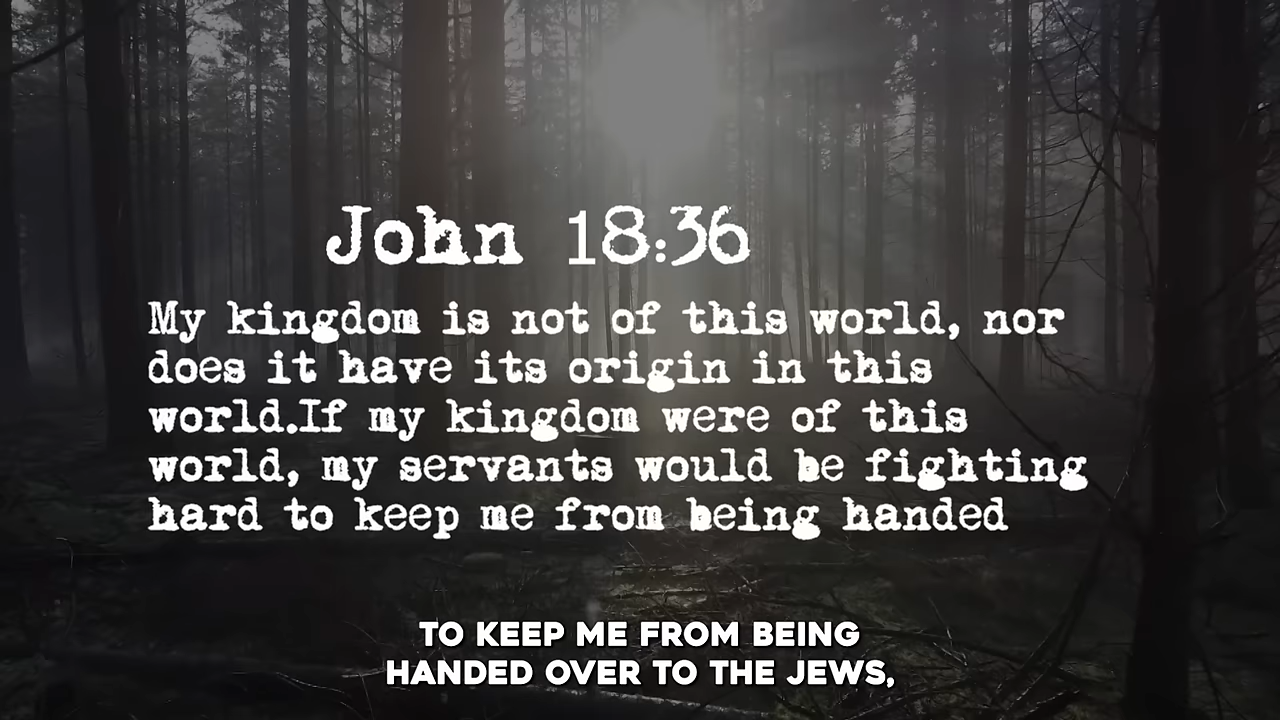 John 18:36
My kingdom is not of this world, nor
does it have its origin in this
world.If my kingdom were of this
world, my servants would be fighting
hard to keep me from being handed
TO KEEP ME FROM BEING
HANDED OVER TO THE JEWS,